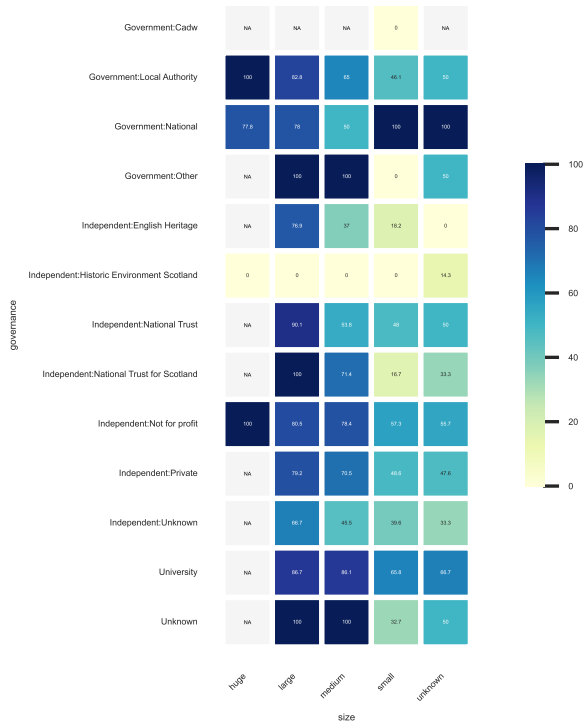 Government:Cadw NA NA NA 0 NA
Government:Local Authority 100 82.8 65 46.1 50
Government:National 77.8 78 50 100 100
Government:Other NA 100 100 0 50
Independent:English Heritage NA 76.9 37 18.2 0
Independent:Historic Environment Scotland 0 0 0 0 14.3
Independent:National Trust NA 90.1 53.8 48 50
Independent:National Trust for Scotland NA 100 71.4 16.7 33.3
Independent:Not for profit 100 80.5 78.4 57.3 55.7
Independent:Private NA 79.2 70.5 48.6 47.6
Independent:Unknown NA 66.7 45.5 39.6 33.3
University NA 86.7 86.1 65.8 66.7
Unknown NA 100 100 32.7 50
huge large medium small unknown
size
governance
100
80
60
40
20
0